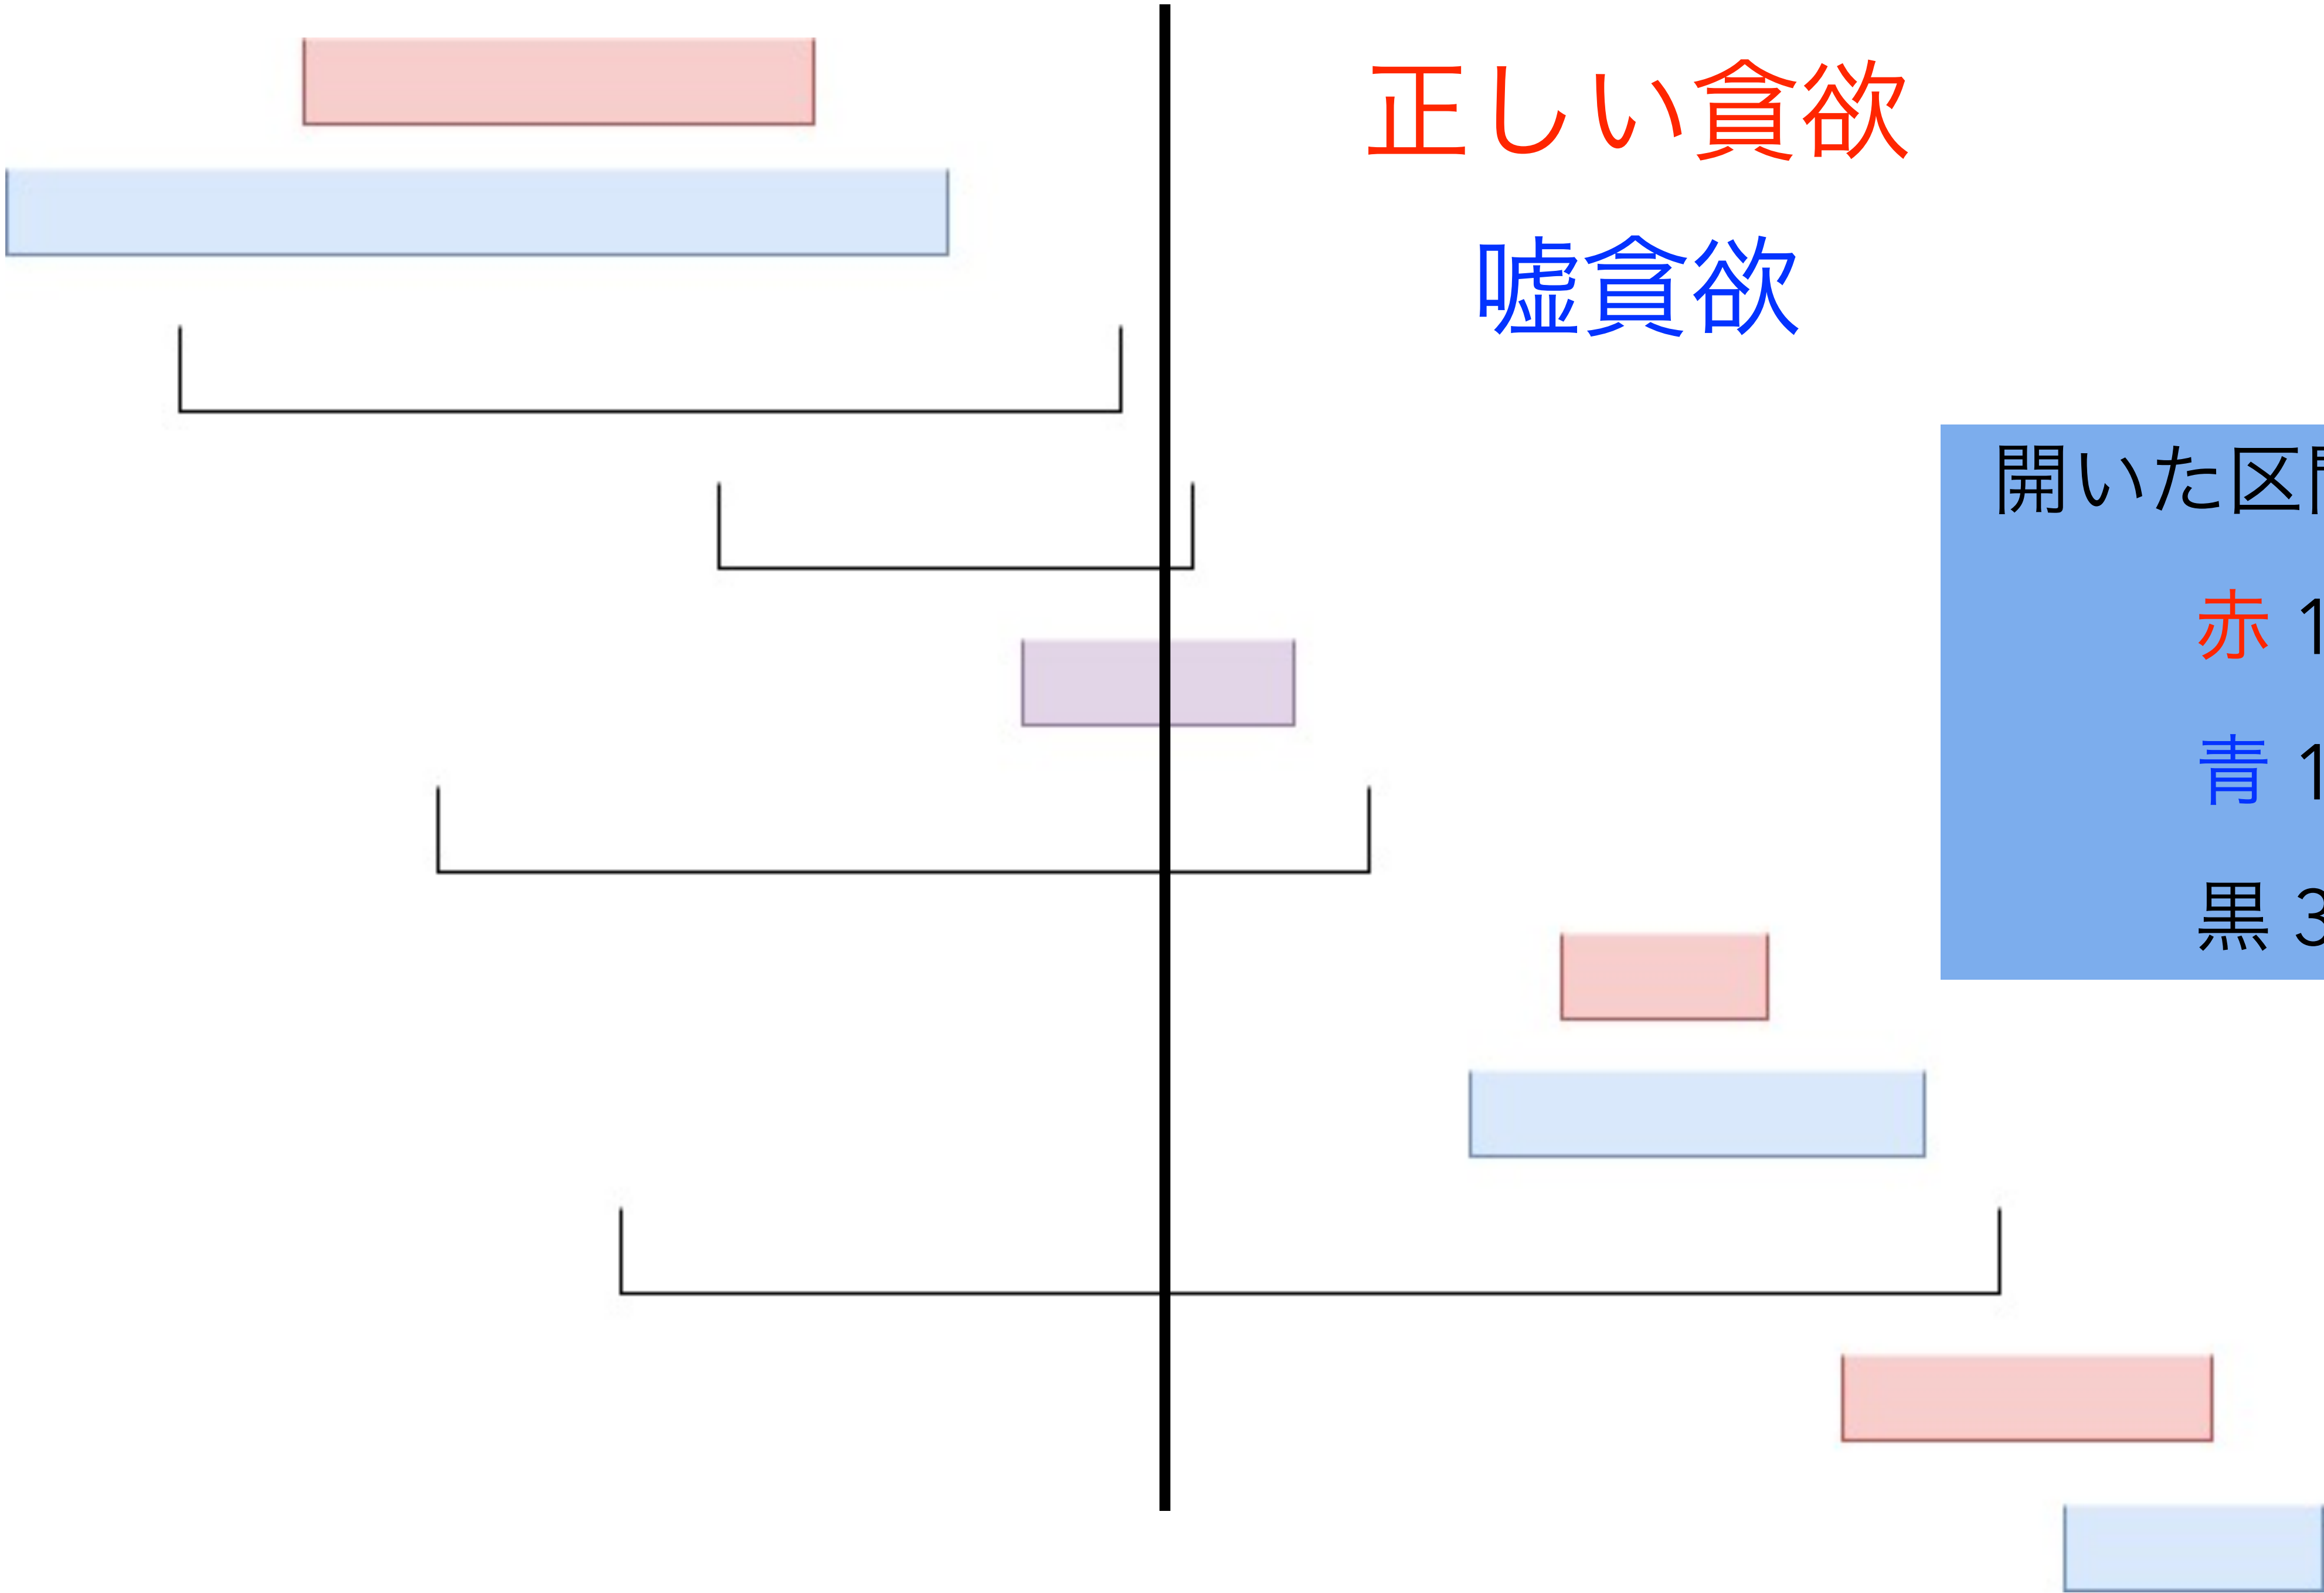 正しい貪欲
嘘貪欲
開いた区
赤 1
青 1
黒 3